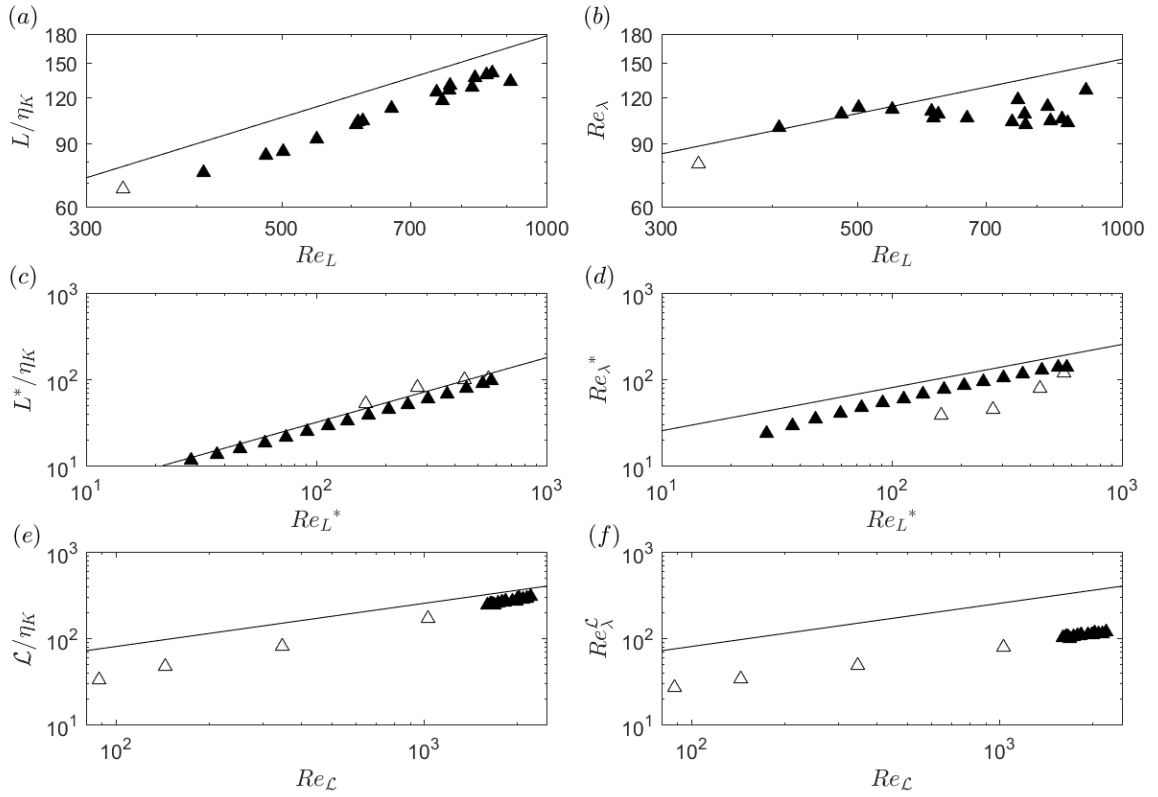 (a)
180
150
120
90
60
L/η_K
300
500
700
1000
Re_L
(b)
180
150
120
90
60
Re_λ
300
500
700
1000
Re_L
(c)
10^3
10^2
10^1
L^*/η_K
10^1
10^2
10^3
Re_L^*
(d)
10^3
10^2
10^1
Re_λ^*
10^1
10^2
10^3
Re_L^*
(e)
10^3
10^2
10^1
ℒ/η_K
10^2
10^3
Re_ℒ
(f)
10^3
10^2
10^1
Re_λ^ℒ
10^2
10^3
Re_ℒ